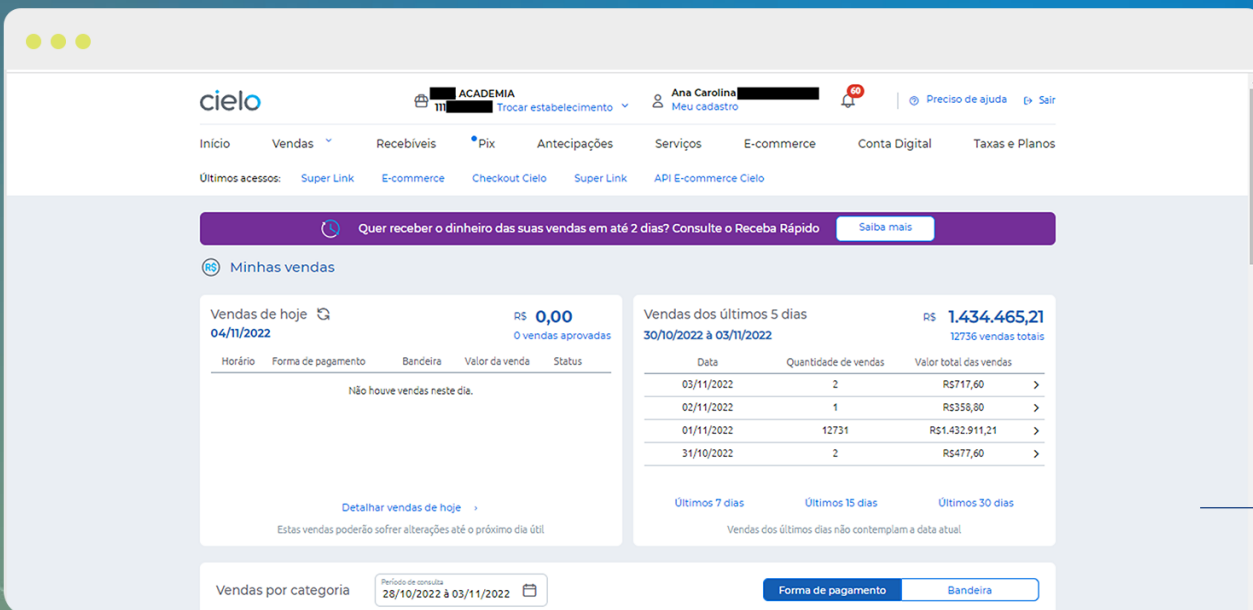 cielo
ACADEMIA
111
Trocar estabelecimento
Ana Carolina
Meu cadastro
60
Preciso de ajuda
Sair
Início Vendas Recebíveis Pix Antecipações Serviços E-commerce Conta Digital Taxas e Planos
Últimos acessos: Super Link E-commerce Checkout Cielo Super Link API E-commerce Cielo
Quer receber o dinheiro das suas vendas em até 2 dias? Consulte o Receba Rápido Saiba mais
R$ Minhas vendas
Vendas de hoje R$ 0,00
04/11/2022 0 vendas aprovadas
Horário Forma de pagamento Bandeira Valor da venda Status
Não houve vendas neste dia.
Detalhar vendas de hoje
Estas vendas poderão sofrer alterações até o próximo dia útil
Vendas dos últimos 5 dias R$ 1.434.465,21
30/10/2022 à 03/11/2022 12736 vendas totais
Data Quantidade de vendas Valor total das vendas
03/11/2022 2 R$717,60
02/11/2022 1 R$358,80
01/11/2022 12731 R$1.432.911,21
31/10/2022 2 R$477,60
Últimos 7 dias Últimos 15 dias Últimos 30 dias
Vendas dos últimos dias não contemplam a data atual
Vendas por categoria
Período de consulta
28/10/2022 à 03/11/2022
Forma de pagamento Bandeira